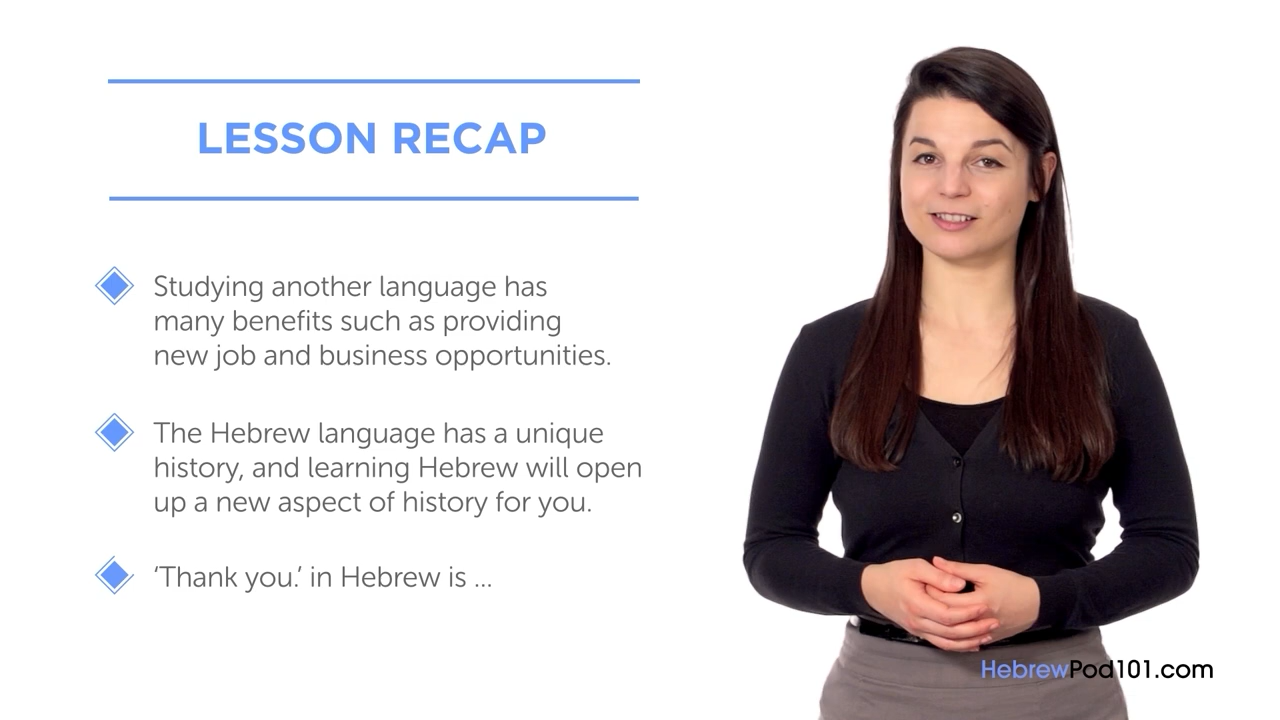 LESSON RECAP
Studying another language has
many benefits such as providing
new job and business opportunities.
The Hebrew language has a unique
history, and learning Hebrew will open
up a new aspect of history for you.
‘Thank you.’ in Hebrew is ...
HebrewPod101.com